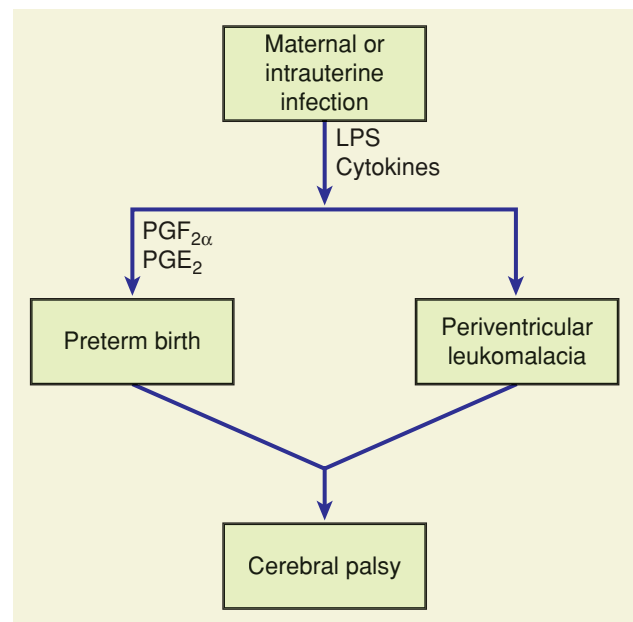 Maternal or
intrauterine
infection
LPS
Cytokines
PGF₂α
PGE₂
Preterm birth
Periventricular
leukomalacia
Cerebral palsy